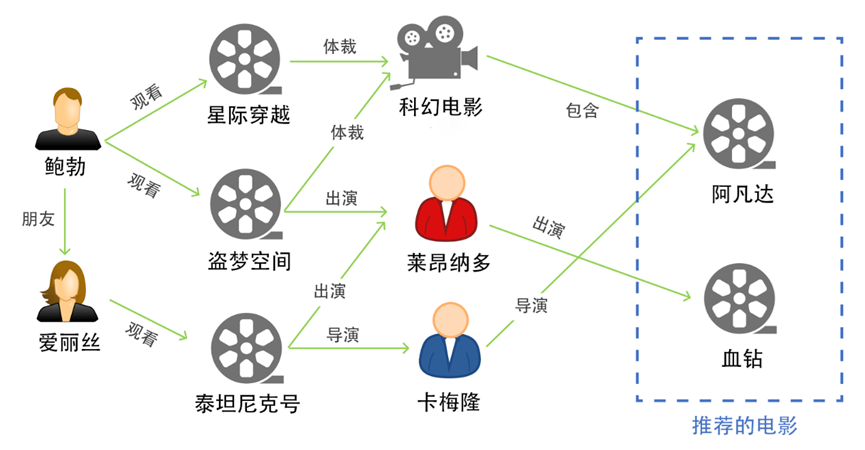 体裁
观看
星际穿越
科幻电影
包含
体裁
鲍勃
观看
出演
阿凡达
朋友
盗梦空间
莱昂纳多
出演
出演
导演
导演
爱丽丝
观看
血钻
泰坦尼克号
卡梅隆
推荐的电影